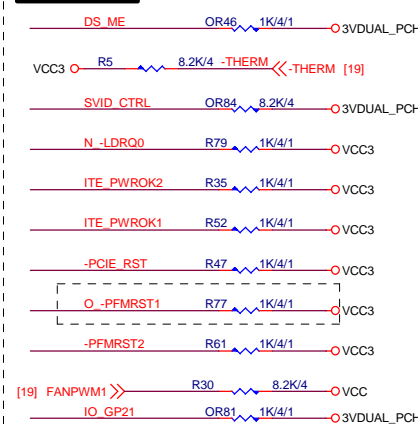 DS_ME OR46 1K/4/1 3VDUAL_PCH
VCC3 R5 8.2K/4 -THERM -THERM [19]
SVID_CTRL OR84 8.2K/4 3VDUAL_PCH
N_-LDRQ0 R79 1K/4/1 VCC3
ITE_PWROK2 R35 1K/4/1 VCC3
ITE_PWROK1 R52 1K/4/1 VCC3
-PCIE_RST R47 1K/4/1 VCC3
O_-PFMRST1 R77 1K/4/1 VCC3
-PFMRST2 R61 1K/4/1 VCC3
[19] FANPWM1 R30 8.2K/4 VCC
IO_GP21 OR81 1K/4/1 3VDUAL_PCH